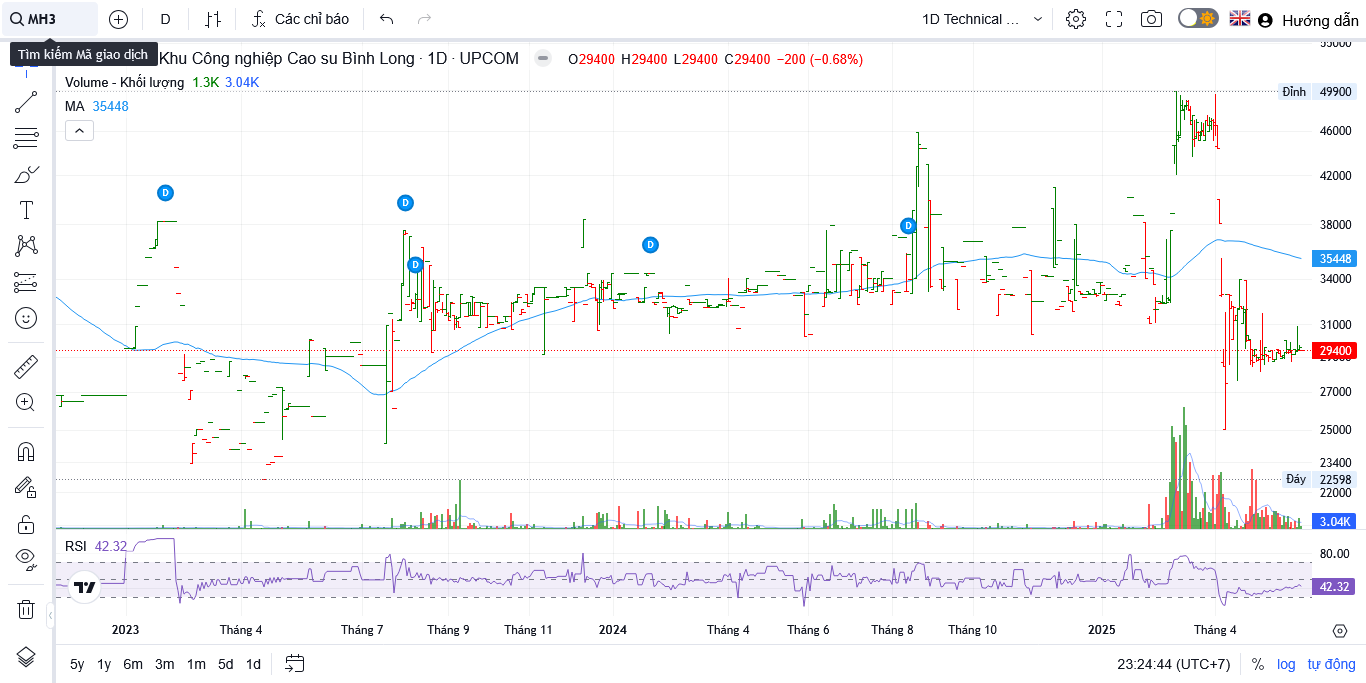 MH3
D
Các chỉ báo
1D Technical ...
Hướng dẫn
Tìm kiếm Mã giao dịch
Khu Công nghiệp Cao su Bình Long · 1D · UPCOM
O29400 H29400 L29400 C29400 −200 (−0.68%)
Volume - Khối lượng 1.3K 3.04K
MA 35448
55000
Đỉnh 49900
46000
42000
D
D
D
D
D
38000
35448
34000
31000
29400
27000
25000
23400
Đáy 22598
22000
3.04K
RSI 42.32
80.00
42.32
2023 Tháng 4 Tháng 7 Tháng 9 Tháng 11 2024 Tháng 4 Tháng 6 Tháng 8 Tháng 10 2025 Tháng 4
5y 1y 6m 3m 1m 5d 1d
23:24:44 (UTC+7) % log tự động